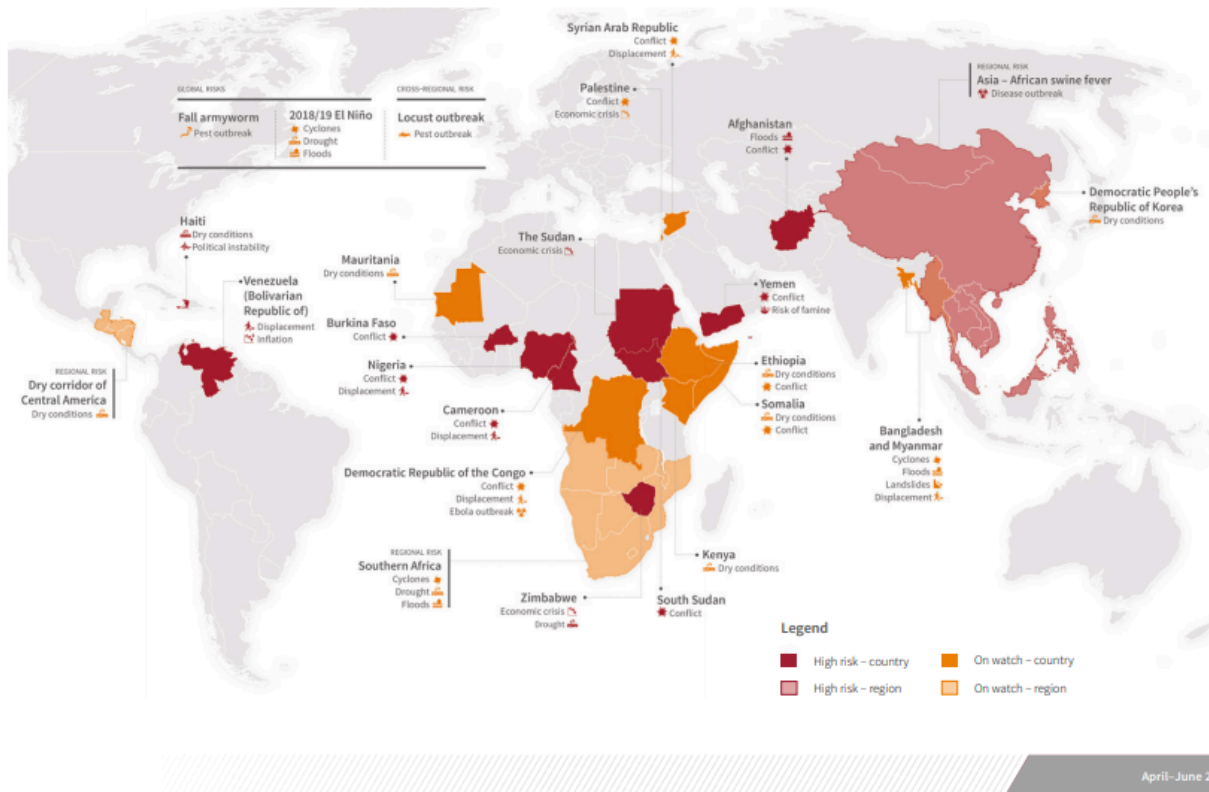 Syrian Arab Republic
Conflict
Displacement
Palestine
Conflict
Economic crisis
REGIONAL RISK
Asia – African swine fever
Disease outbreak
GLOBAL RISKS
CROSS-REGIONAL RISK
Fall armyworm
Pest outbreak
2018/19 El Niño
Cyclones
Drought
Floods
Locust outbreak
Pest outbreak
Afghanistan
Floods
Conflict
Democratic People's
Republic of Korea
Dry conditions
Haiti
Dry conditions
Political instability
The Sudan
Economic crisis
Mauritania
Dry conditions
Venezuela
(Bolivarian
Republic of)
Displacement
Inflation
Yemen
Conflict
Risk of famine
Burkina Faso
Conflict
Nigeria
Conflict
Displacement
Ethiopia
Dry conditions
Conflict
REGIONAL RISK
Dry corridor of
Central America
Dry conditions
Cameroon
Conflict
Displacement
Somalia
Dry conditions
Conflict
Bangladesh
and Myanmar
Cyclones
Floods
Landslides
Displacement
Democratic Republic of the Congo
Conflict
Displacement
Ebola outbreak
REGIONAL RISK
Southern Africa
Cyclones
Drought
Floods
Kenya
Dry conditions
Zimbabwe
Economic crisis
Drought
South Sudan
Conflict
Legend
High risk – country
On watch – country
High risk – region
On watch – region
April–June 2